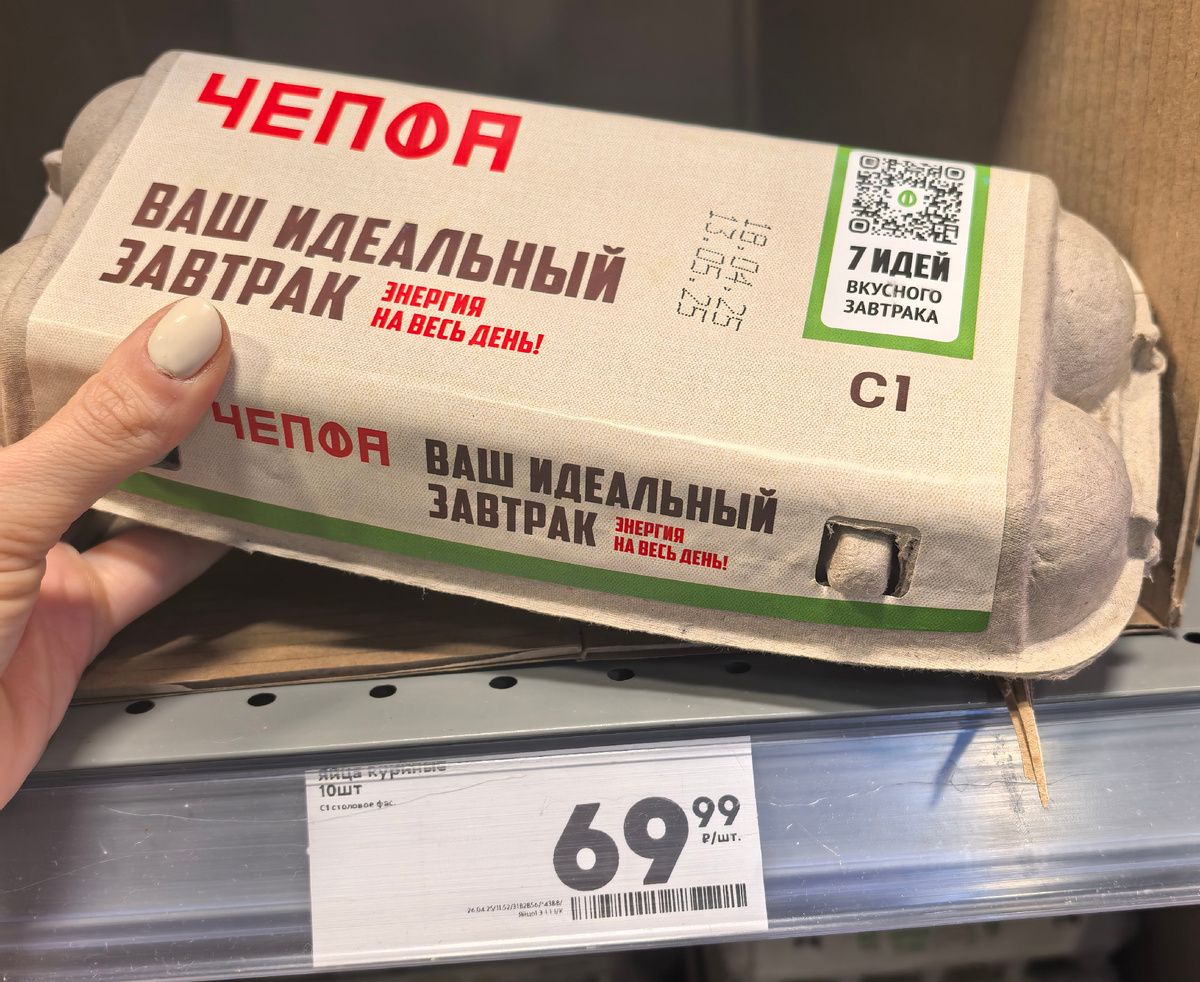 ЧЕПФА
ВАШ ИДЕАЛЬНЫЙ
ЗАВТРАК
ЭНЕРГИЯ
НА ВЕСЬ ДЕНЬ!
18.04.25
13.05.25
7 ИДЕЙ
ВКУСНОГО
ЗАВТРАКА
С1
ЧЕПФА
ВАШ ИДЕАЛЬНЫЙ
ЗАВТРАК
ЭНЕРГИЯ
НА ВЕСЬ ДЕНЬ!
Яйца куриные
10шт
С1 столовое фас.
69 99
₽/шт.